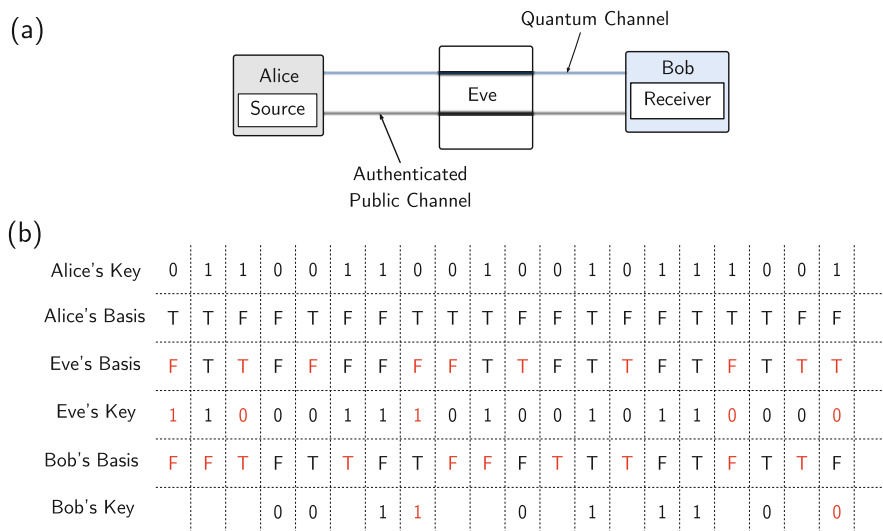 (a)
Quantum Channel
Alice
Source
Eve
Bob
Receiver
Authenticated
Public Channel
(b)
Alice's Key 0 1 1 0 0 1 1 0 0 1 0 0 1 0 1 1 1 0 0 1
Alice's Basis T T F F T F F T T T F F T F F T T T F F
Eve's Basis F T T F F F F F F T T F T T F T F T T T
Eve's Key 1 1 0 0 0 1 1 1 0 1 0 0 1 0 1 1 0 0 0 0
Bob's Basis F F T F T T F T F F F T T T F T F T T F
Bob's Key 0 0 1 1 0 1 1 1 0 0